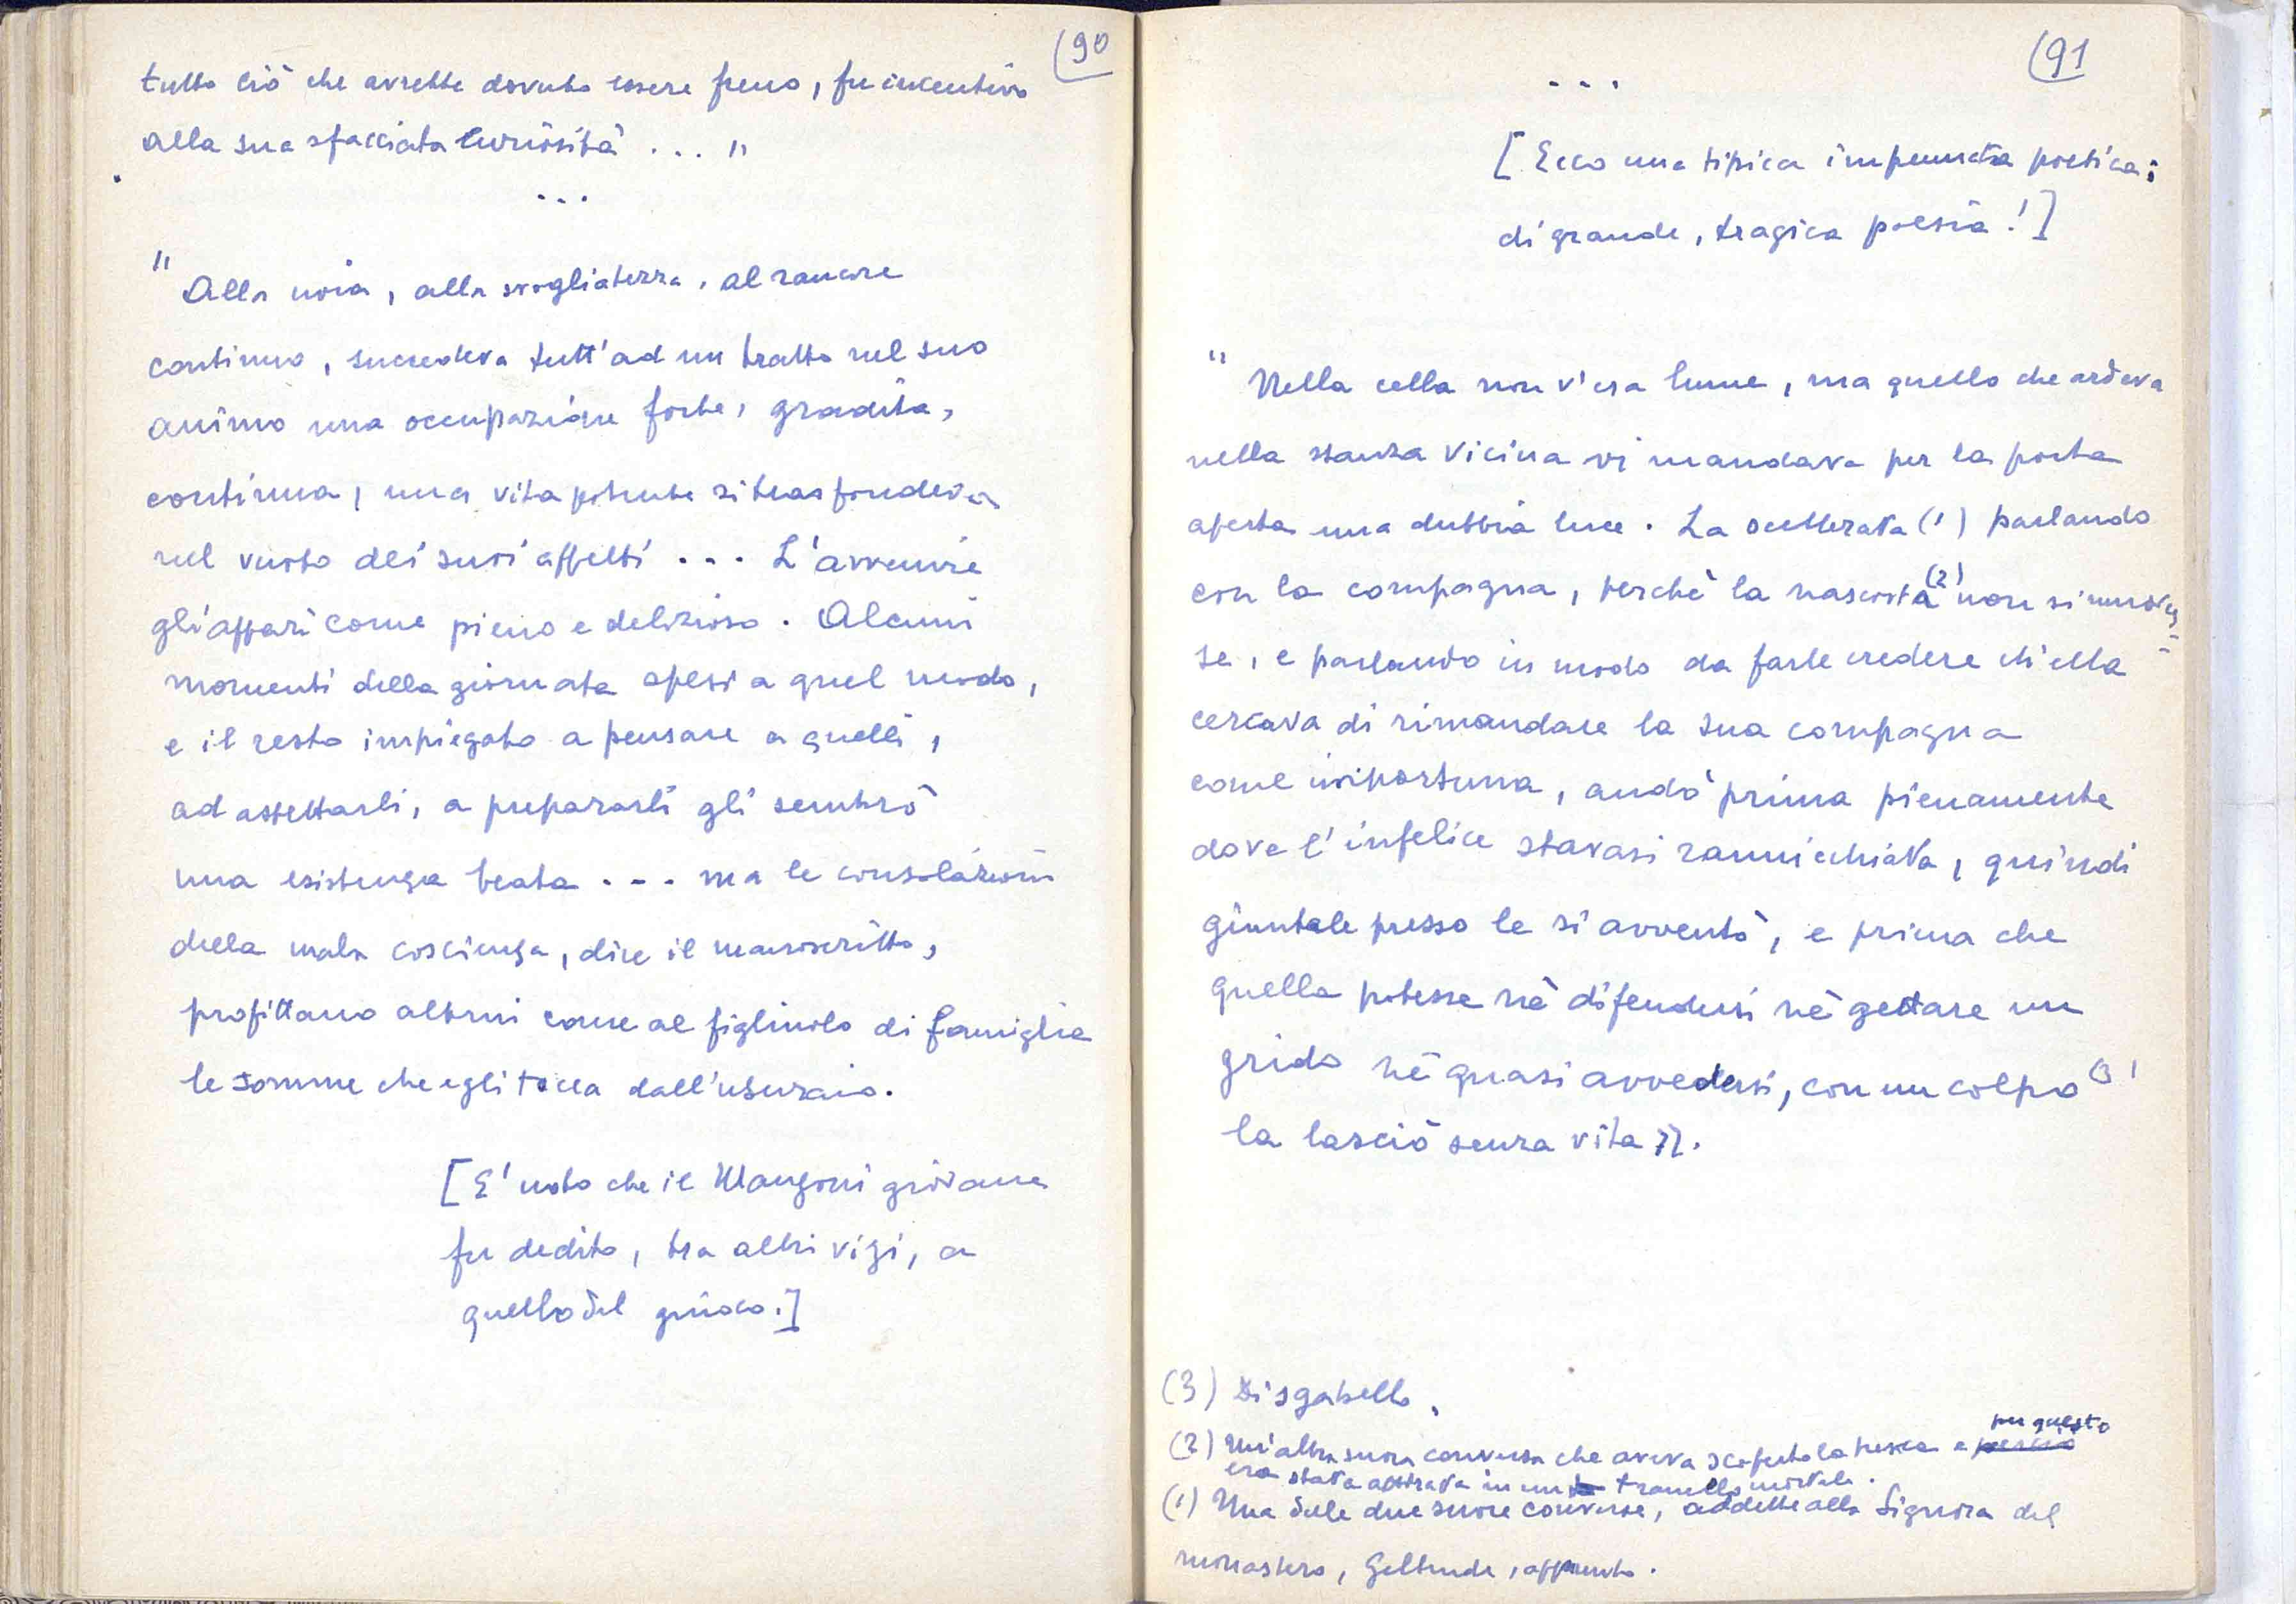 (90
tutto ciò che avrebbe dovuto essere freno, fu incentivo
alla sua sfacciata curiosità ... "
...
" Alla noia, alla svogliatezza, al rancore
continuo, succedeva tutt'ad un tratto nel suo
animo una occupazione forte, gradita,
continua, una vita potente si trasfondeva
nel vuoto dei suoi affetti ... L'avvenire
gli apparì come pieno e delizioso. Alcuni
momenti della giornata spesi a quel modo,
e il resto impiegato a pensare a quelli,
ad aspettarli, a prepararli gli sembrò
una esistenza beata ... ma le consolazioni
della mala coscienza, dice il manoscritto,
profittano altrui come al figliuolo di famiglia
le somme che egli tocca dall'usuraio.
[E' noto che il Manzoni giovane
fu dedito, tra altri vizi, a
quello del giuoco.]
(91
...
[Ecco una tipica impennata poetica;
di grande, tragica poesia!]
" Nella cella non v'era lume, ma quello che ardeva
nella stanza vicina vi mandava per la porta
aperta una dubbia luce. La scellerata (1) parlando
con la compagna, perchè la nascosta (2) non si muoves=
se, e parlando in modo da farle credere ch'ella
cercava di rimandare la sua compagna
come importuna, andò prima pienamente
dove l'infelice stavasi rannicchiata, quindi
giuntale presso le si avventò, e prima che
quella potesse nè difendersi nè gettare un
grido nè quasi avvedersi, con un colpo (3)
la lasciò senza vita ".
(3) Di sgabello.
(2) Un'altra suora conversa che aveva scoperto la tresca e per questo
era stata attirata in un tranello mortale.
(1) Una delle due suore converse, addette alla Signora del
monastero, Geltrude, appunto.